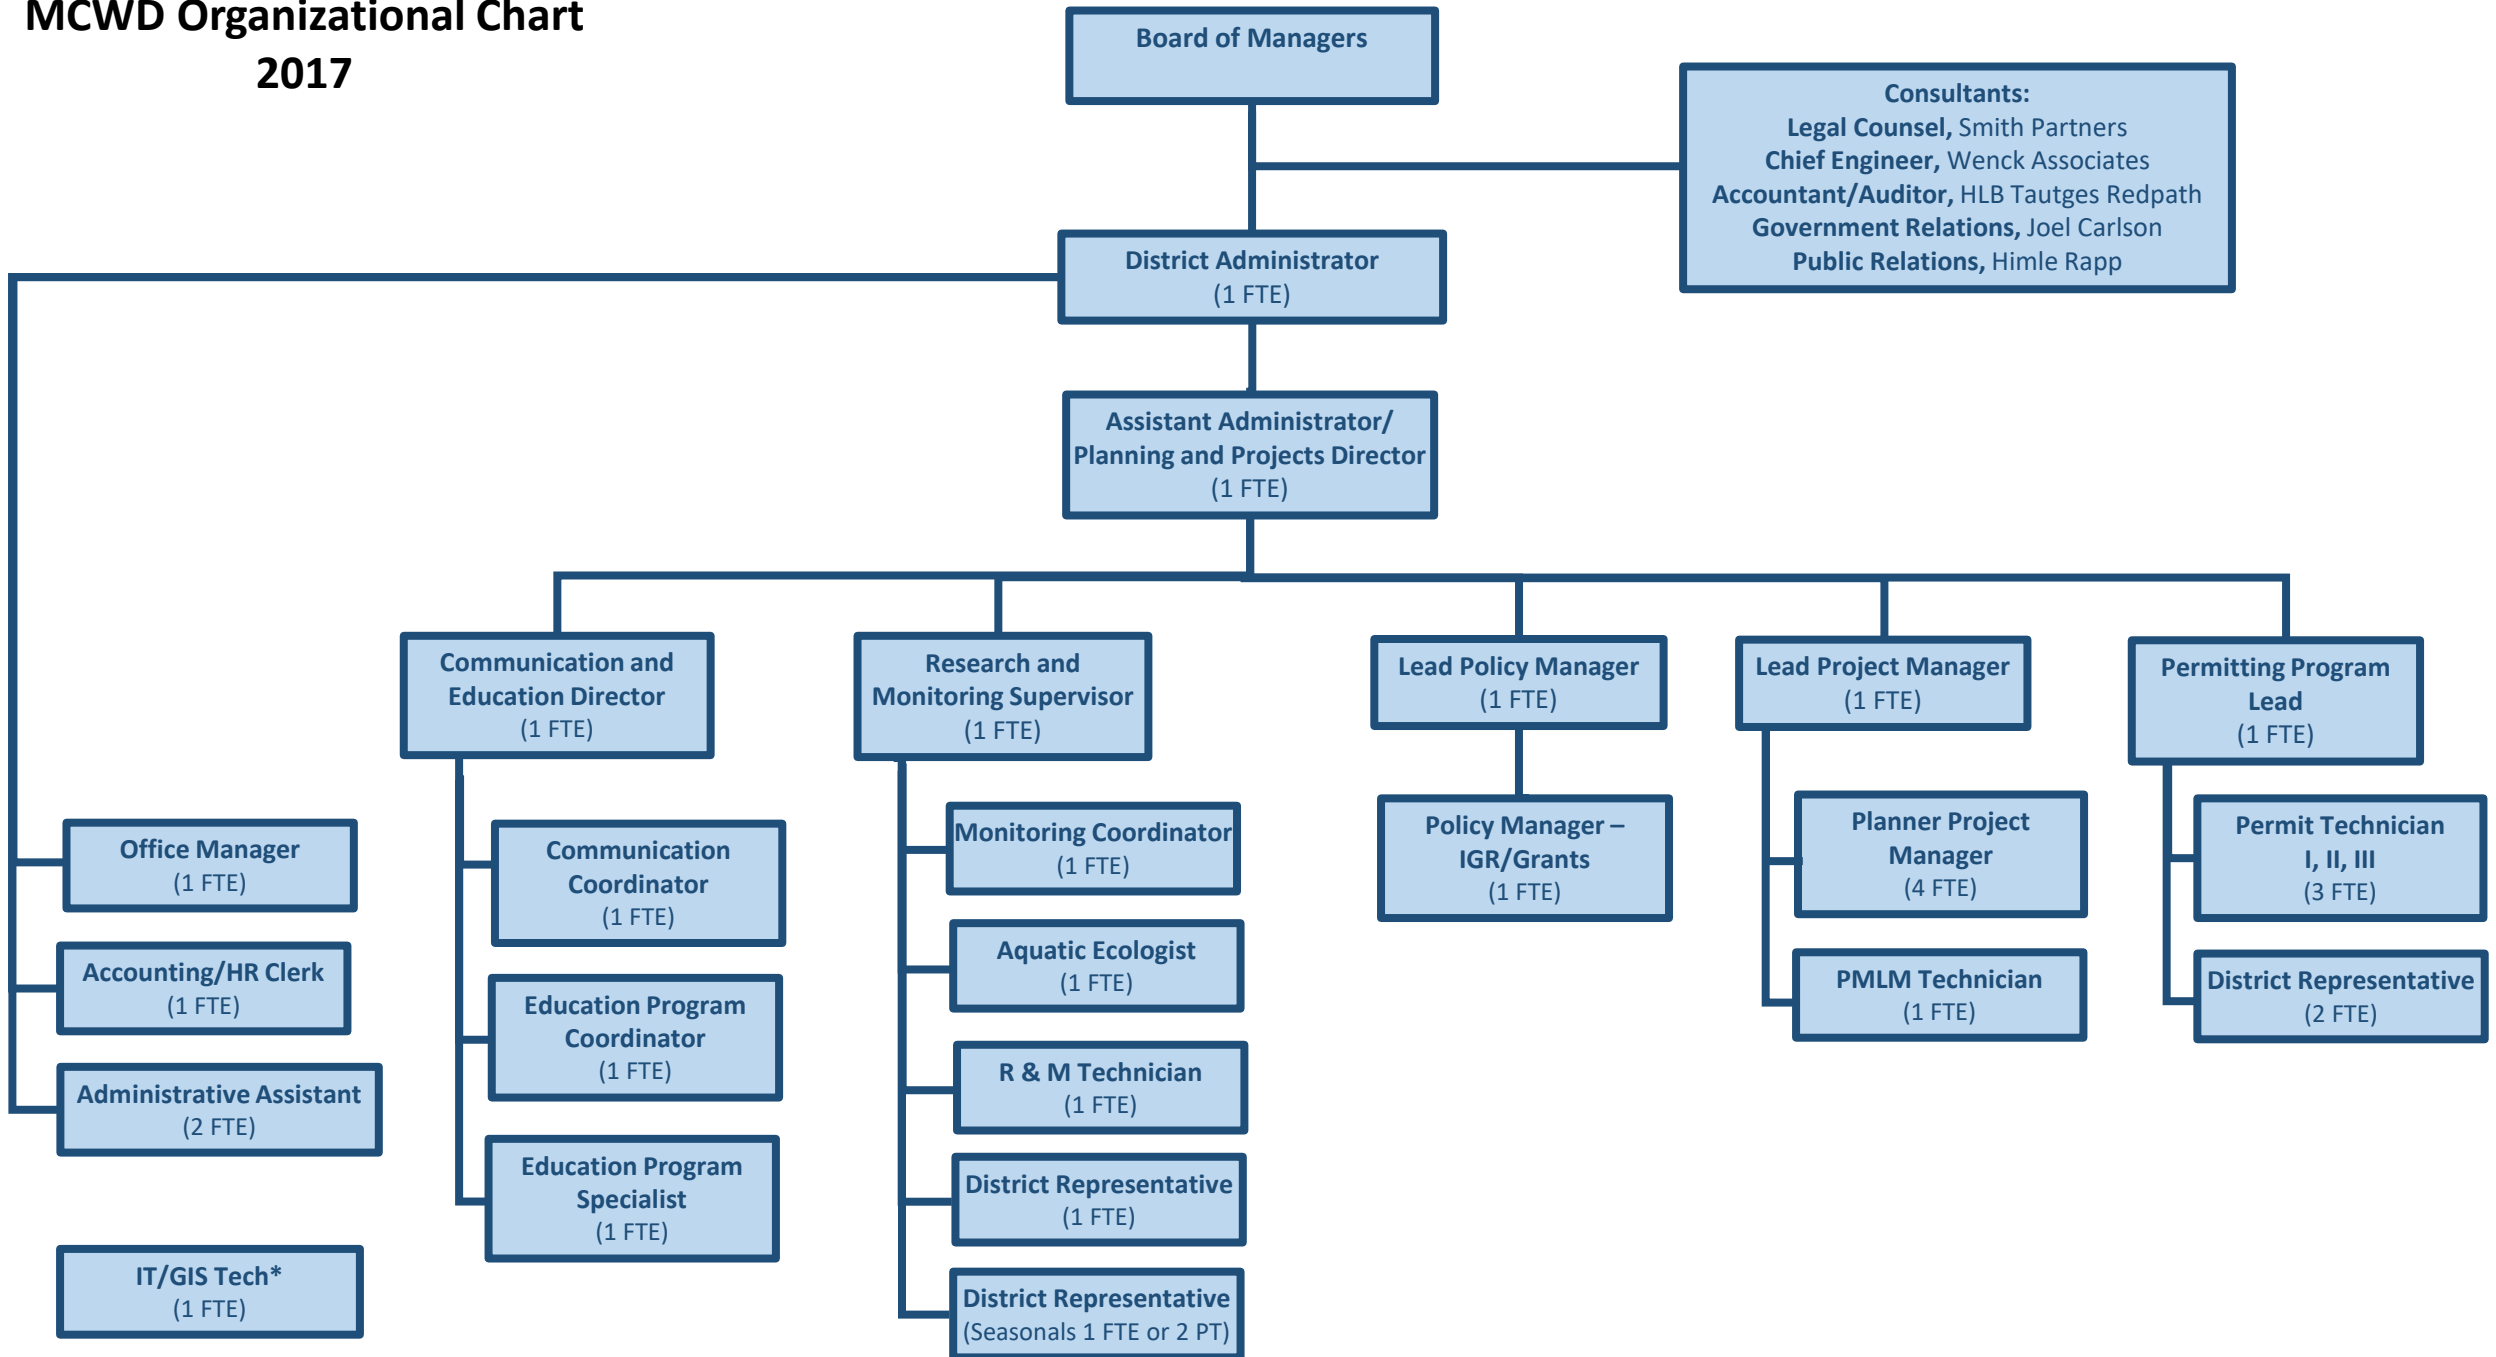 MCWD Organizational Chart
2017
Board of Managers
Consultants:
Legal Counsel, Smith Partners
Chief Engineer, Wenck Associates
Accountant/Auditor, HLB Tautges Redpath
Government Relations, Joel Carlson
Public Relations, Himle Rapp
District Administrator
(1 FTE)
Assistant Administrator/
Planning and Projects Director
(1 FTE)
Office Manager
(1 FTE)
Accounting/HR Clerk
(1 FTE)
Administrative Assistant
(2 FTE)
IT/GIS Tech*
(1 FTE)
Communication and
Education Director
(1 FTE)
Communication
Coordinator
(1 FTE)
Education Program
Coordinator
(1 FTE)
Education Program
Specialist
(1 FTE)
Research and
Monitoring Supervisor
(1 FTE)
Monitoring Coordinator
(1 FTE)
Aquatic Ecologist
(1 FTE)
R & M Technician
(1 FTE)
District Representative
(1 FTE)
District Representative
(Seasonals 1 FTE or 2 PT)
Lead Policy Manager
(1 FTE)
Policy Manager –
IGR/Grants
(1 FTE)
Lead Project Manager
(1 FTE)
Planner Project
Manager
(4 FTE)
PMLM Technician
(1 FTE)
Permitting Program
Lead
(1 FTE)
Permit Technician
I, II, III
(3 FTE)
District Representative
(2 FTE)